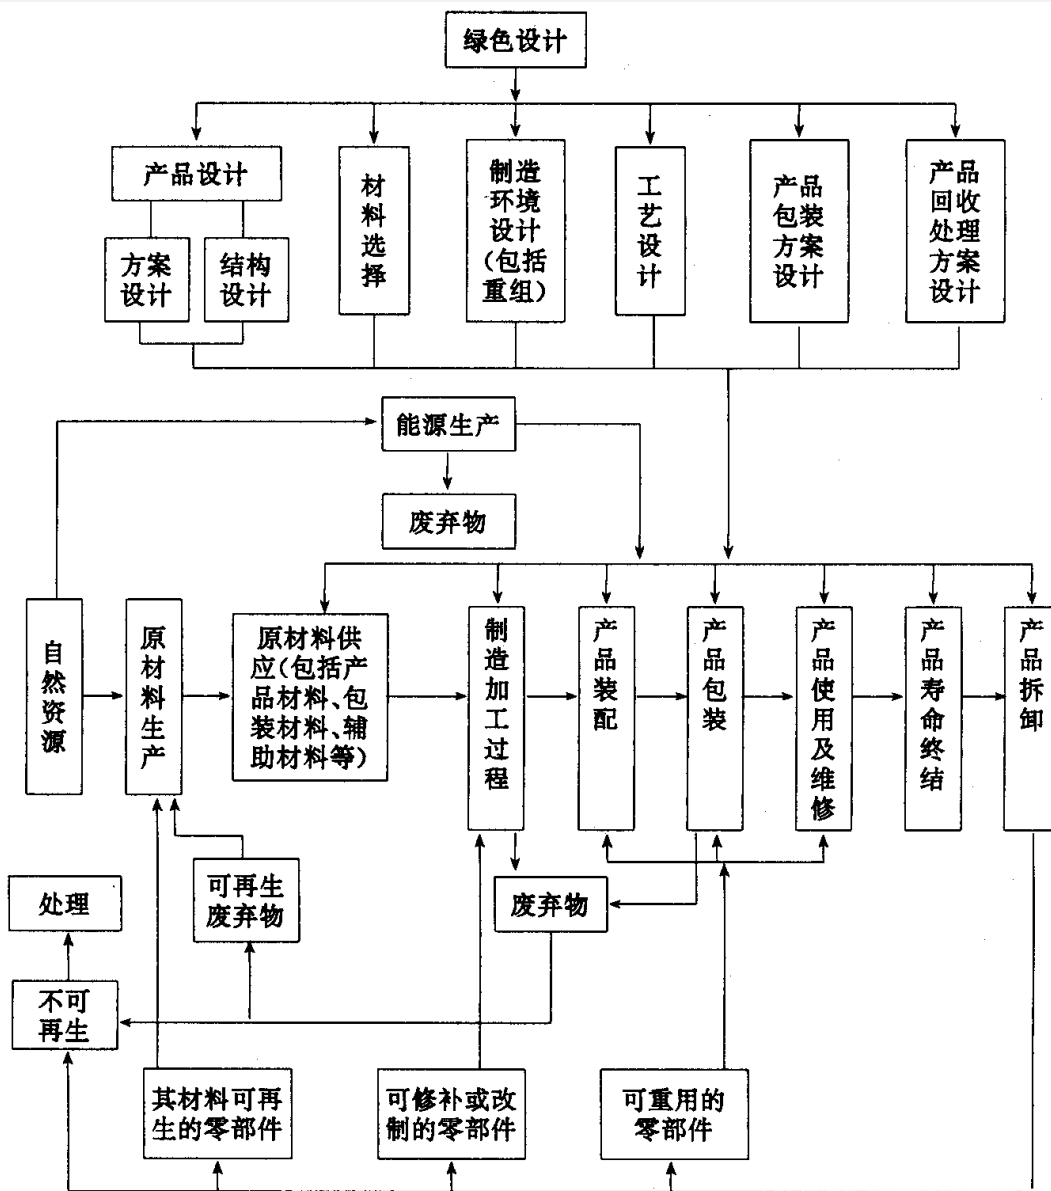 绿色设计
产品设计
材
料
选
择
制造
环境
设计
(包括
重组)
工
艺
设
计
产品
包装
方案
设计
产品
回收
处理
方案
设计
方案
设计
结构
设计
能源生产
废弃物
自
然
资
源
原
材
料
生
产
原材料供
应(包括产
品材料、包
装材料、辅
助材料等)
制
造
加
工
过
程
产
品
装
配
产
品
包
装
产
品
使
用
及
维
修
产
品
寿
命
终
结
产
品
拆
卸
处理
可再生
废弃物
废弃物
不可
再生
其材料可再
生的零部件
可修补或改
制的零部件
可重用的
零部件